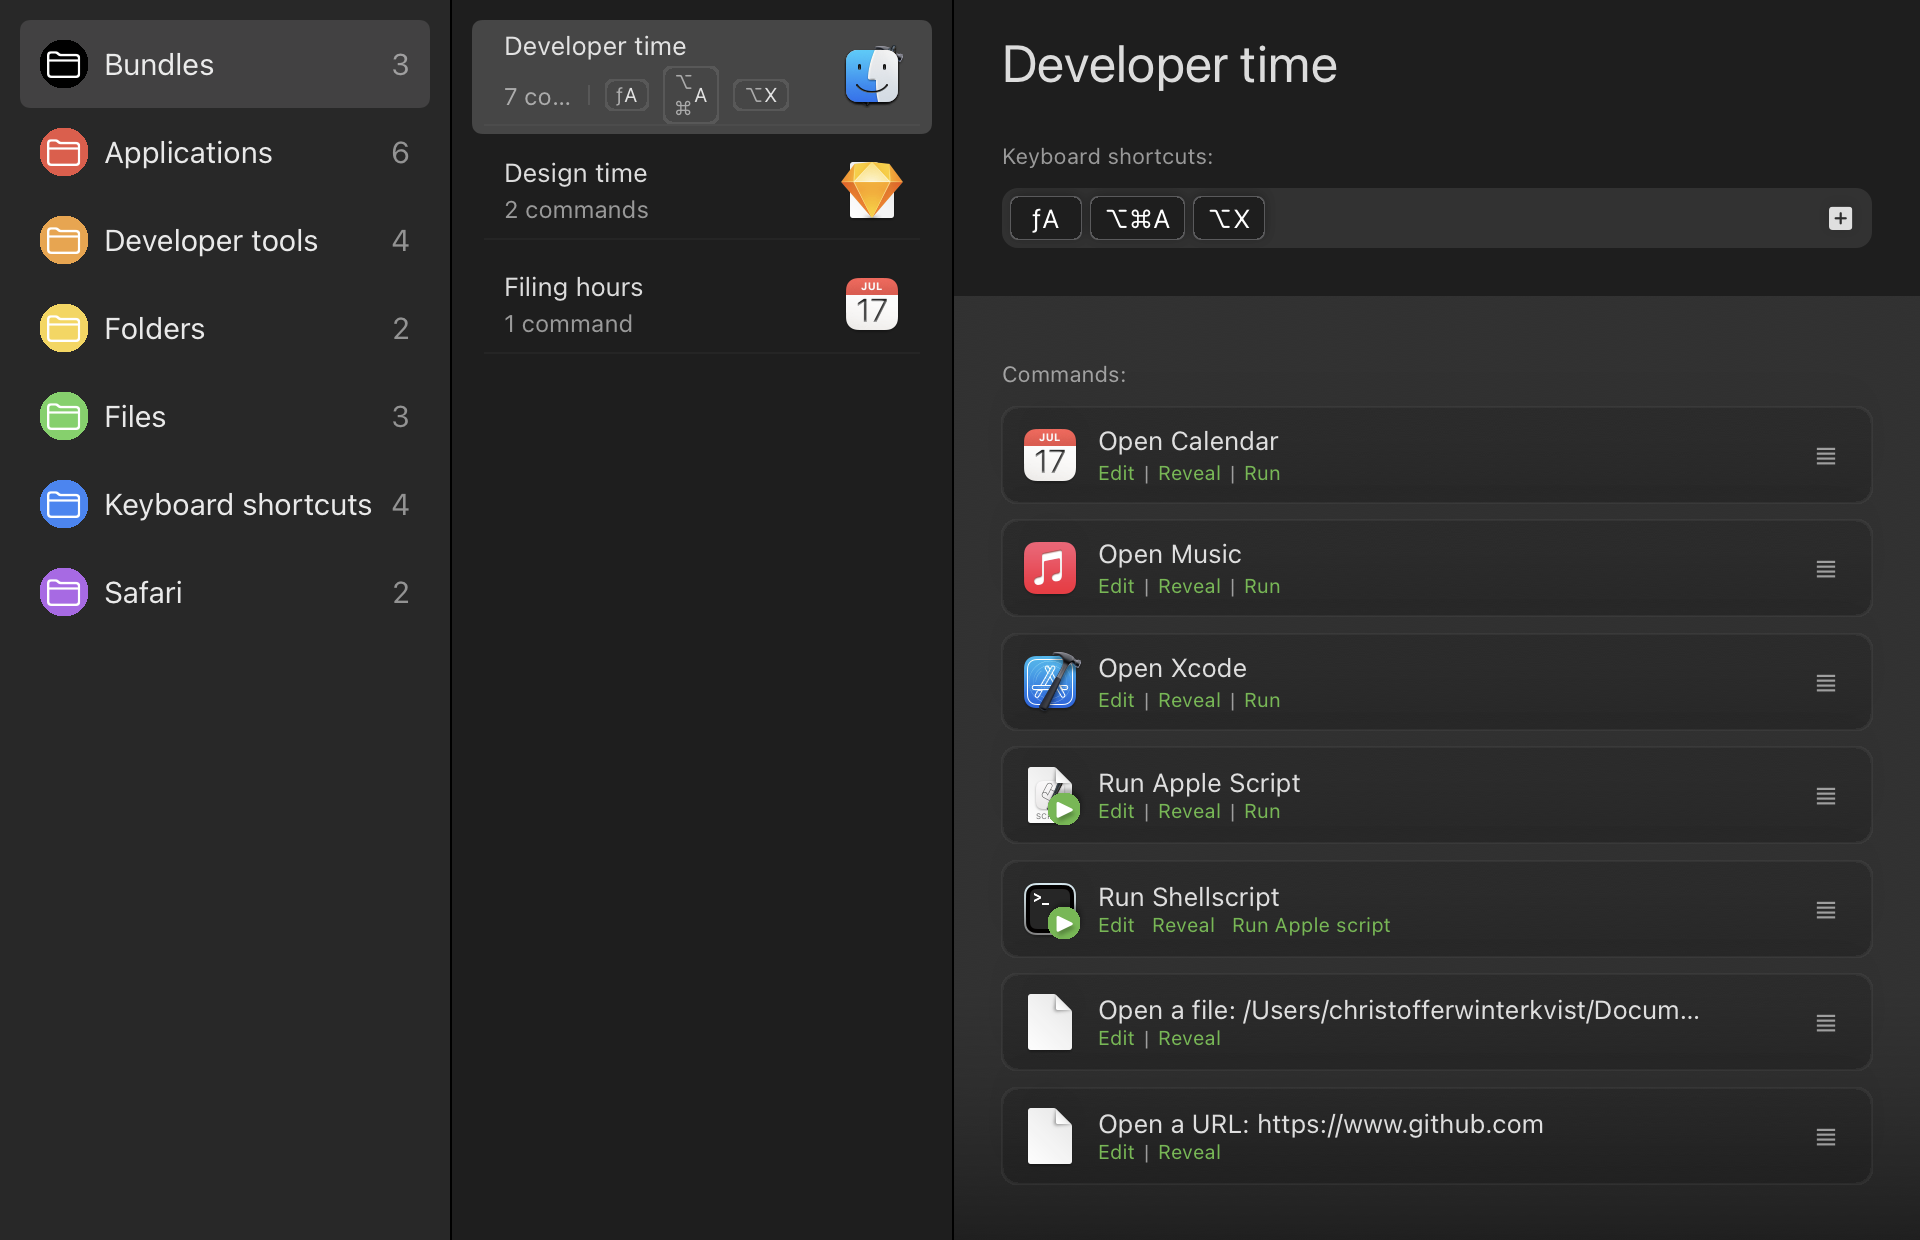 Bundles 3
Applications 6
Developer tools 4
Folders 2
Files 3
Keyboard shortcuts 4
Safari 2
Developer time
7 co... | ƒA ⌥⌘A ⌥X
Design time
2 commands
Filing hours
1 command
JUL
17
Developer time
Keyboard shortcuts:
ƒA ⌥⌘A ⌥X
Commands:
JUL
17
Open Calendar
Edit | Reveal | Run
Open Music
Edit | Reveal | Run
Open Xcode
Edit | Reveal | Run
Run Apple Script
Edit | Reveal | Run
>_
Run Shellscript
Edit Reveal Run Apple script
Open a file: /Users/christofferwinterkvist/Docum...
Edit | Reveal
Open a URL: https://www.github.com
Edit | Reveal